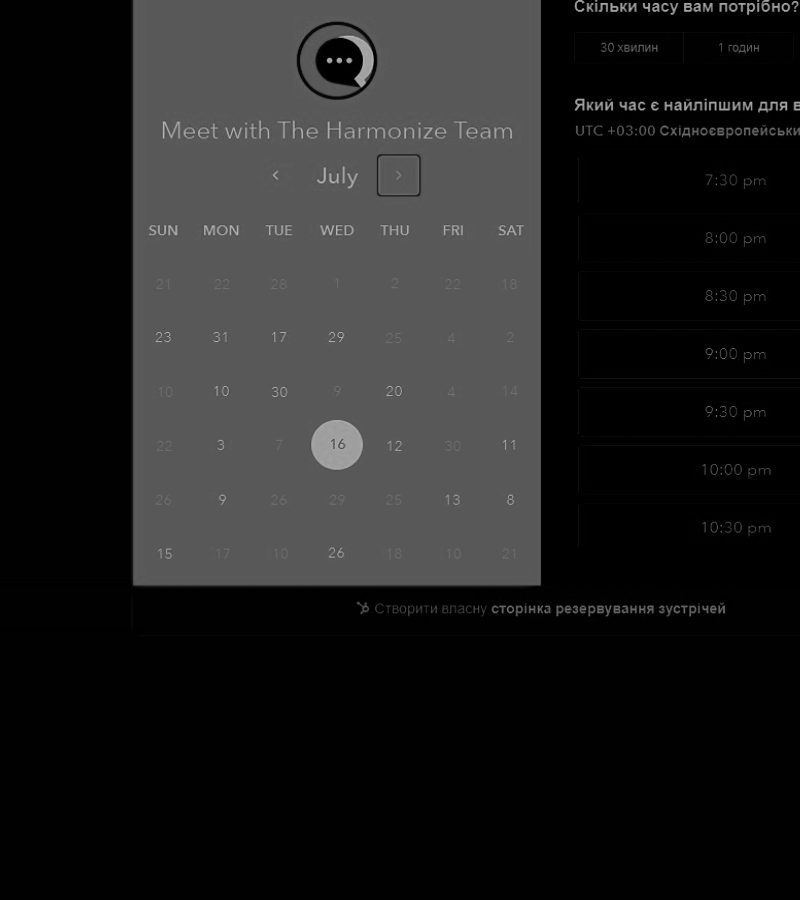 Meet with The Harmonize Team
July
SUN MON TUE WED THU FRI SAT
21 22 28 1 2 22 18
23 31 17 29 25 4 2
10 10 30 9 20 4 14
22 3 7 16 12 30 11
26 9 26 29 25 13 8
15 17 10 26 18 10 21
Скільки часу вам потрібно?
30 хвилин
1 годин
Який час є найліпшим для в
UTC +03:00 Східноєвропейськи
7:30 pm
8:00 pm
8:30 pm
9:00 pm
9:30 pm
10:00 pm
10:30 pm
Створити власну сторінка резервування зустрічей